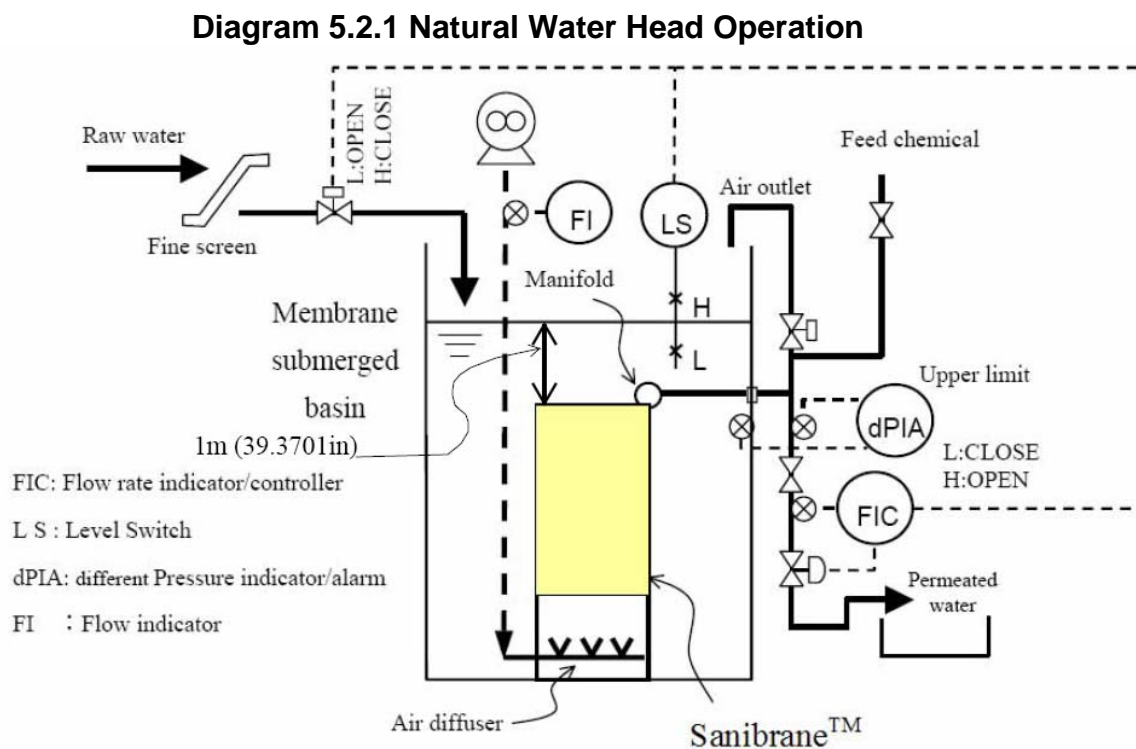 Diagram 5.2.1 Natural Water Head Operation
Raw water
Fine screen
L:OPEN
H:CLOSE
FI
LS
Air outlet
Feed chemical
Manifold
H
L
Membrane
submerged
basin
1m (39.3701in)
Upper limit
dPIA
L:CLOSE
H:OPEN
FIC
Permeated
water
FIC: Flow rate indicator/controller
L S : Level Switch
dPIA: different Pressure indicator/alarm
FI : Flow indicator
Air diffuser
Sanibrane™